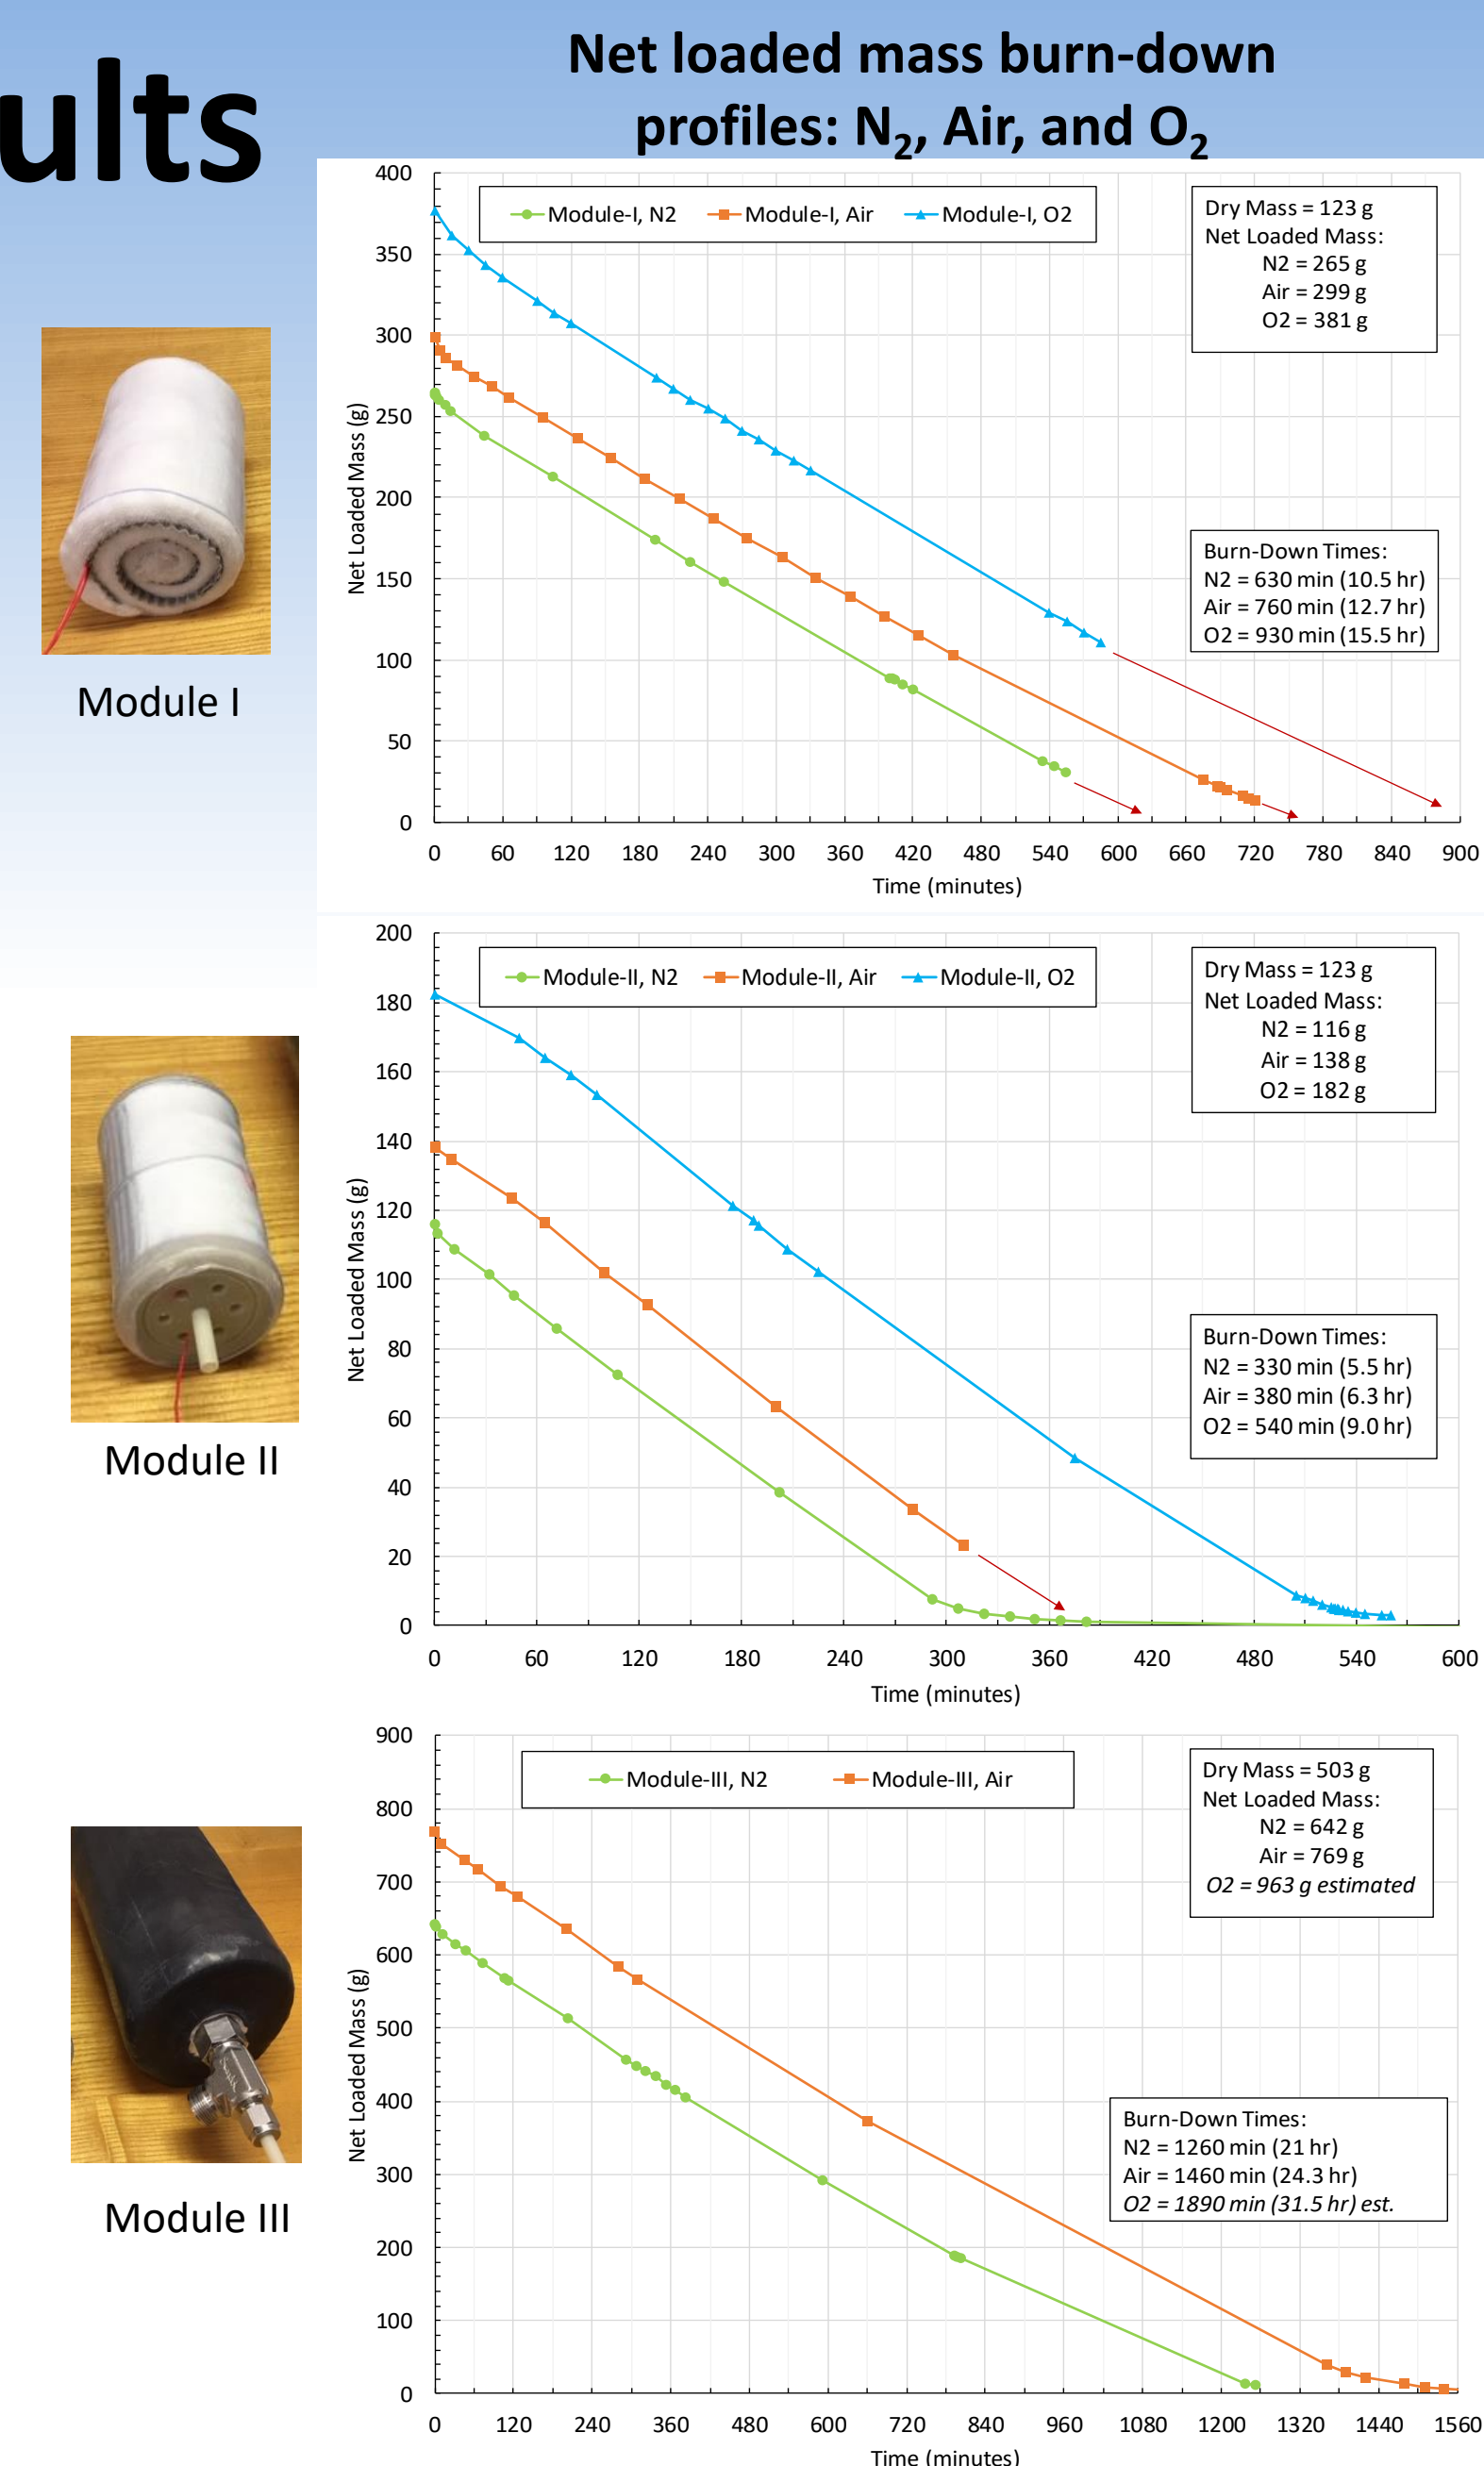 ults
Net loaded mass burn-down
profiles: N₂, Air, and O₂
Module I
400
350
300
250
200
150
100
50
0
Net Loaded Mass (g)
Module-I, N2
Module-I, Air
Module-I, O2
Dry Mass = 123 g
Net Loaded Mass:
N2 = 265 g
Air = 299 g
O2 = 381 g
Burn-Down Times:
N2 = 630 min (10.5 hr)
Air = 760 min (12.7 hr)
O2 = 930 min (15.5 hr)
0 60 120 180 240 300 360 420 480 540 600 660 720 780 840 900
Time (minutes)
Module II
200
180
160
140
120
100
80
60
40
20
0
Net Loaded Mass (g)
Module-II, N2
Module-II, Air
Module-II, O2
Dry Mass = 123 g
Net Loaded Mass:
N2 = 116 g
Air = 138 g
O2 = 182 g
Burn-Down Times:
N2 = 330 min (5.5 hr)
Air = 380 min (6.3 hr)
O2 = 540 min (9.0 hr)
0 60 120 180 240 300 360 420 480 540 600
Time (minutes)
Module III
900
800
700
600
500
400
300
200
100
0
Net Loaded Mass (g)
Module-III, N2
Module-III, Air
Dry Mass = 503 g
Net Loaded Mass:
N2 = 642 g
Air = 769 g
O2 = 963 g estimated
Burn-Down Times:
N2 = 1260 min (21 hr)
Air = 1460 min (24.3 hr)
O2 = 1890 min (31.5 hr) est.
0 120 240 360 480 600 720 840 960 1080 1200 1320 1440 1560
Time (minutes)